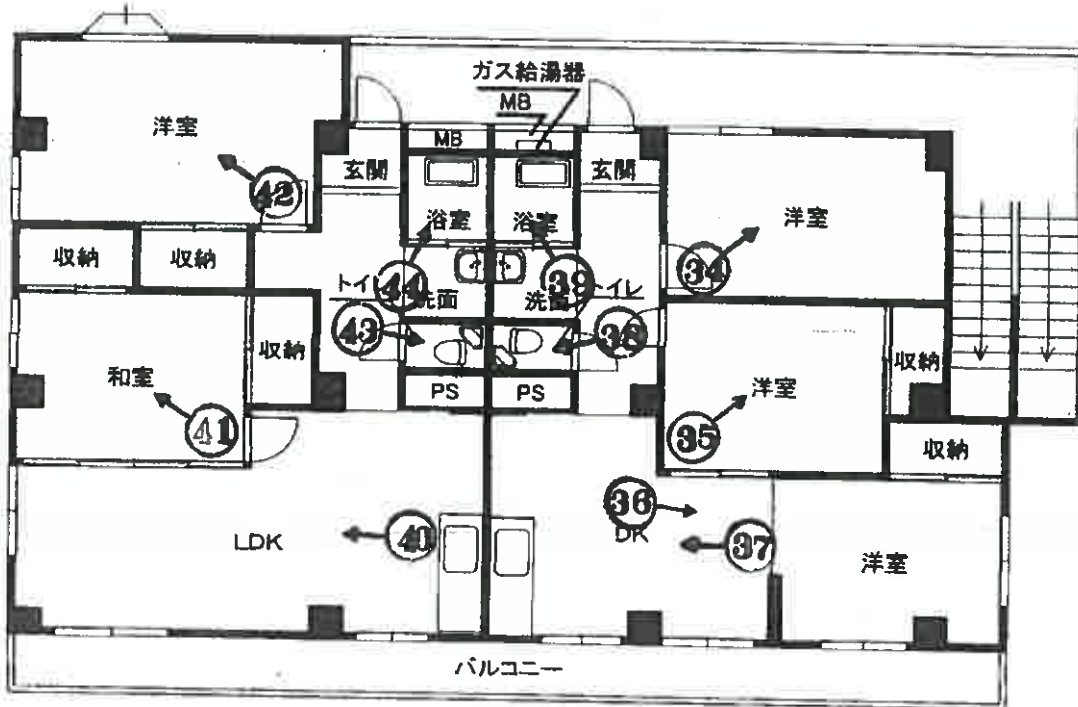 ガス給湯器
MB
MB
洋室
玄関
玄関
42
浴室
浴室
洋室
収納
収納
トイ
44
洗面
39
洗面
イレ
34
43
38
和室
収納
PS
PS
洋室
収納
41
35
収納
36
DK
LDK
40
37
洋室
バルコニー